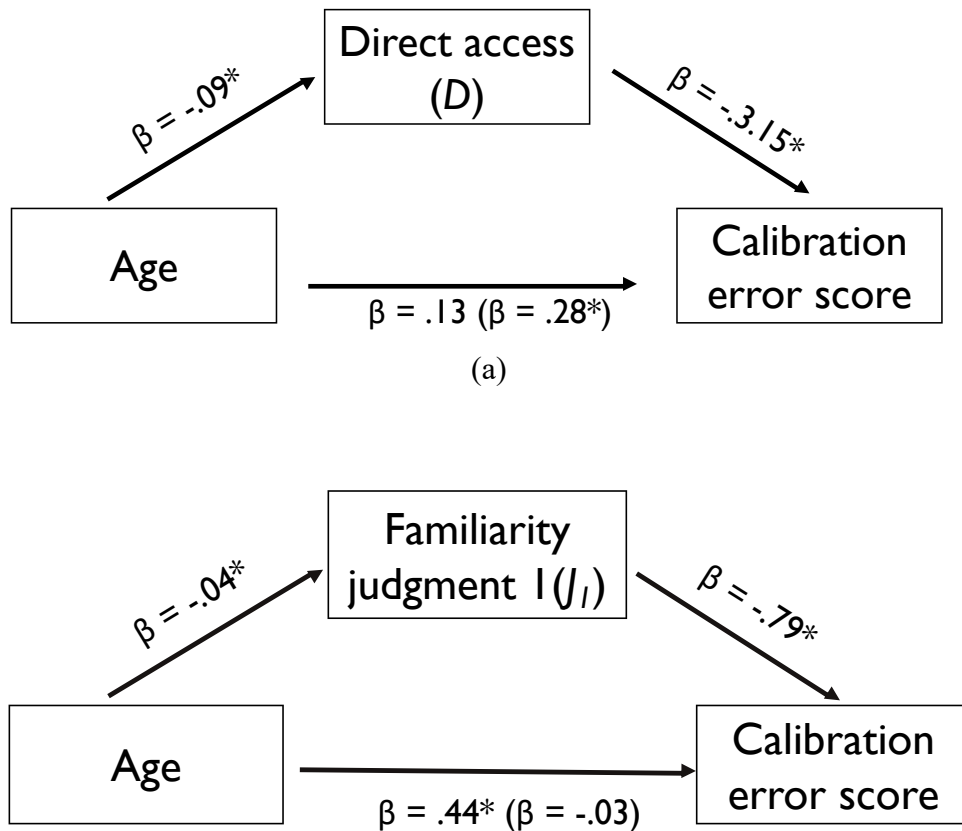 Direct access
(D)
β = -.09*
β = -.3.15*
Age
Calibration
error score
β = .13 (β = .28*)
(a)
Familiarity
judgment 1(J1)
β = -.04*
β = -.79*
Age
Calibration
error score
β = .44* (β = -.03)